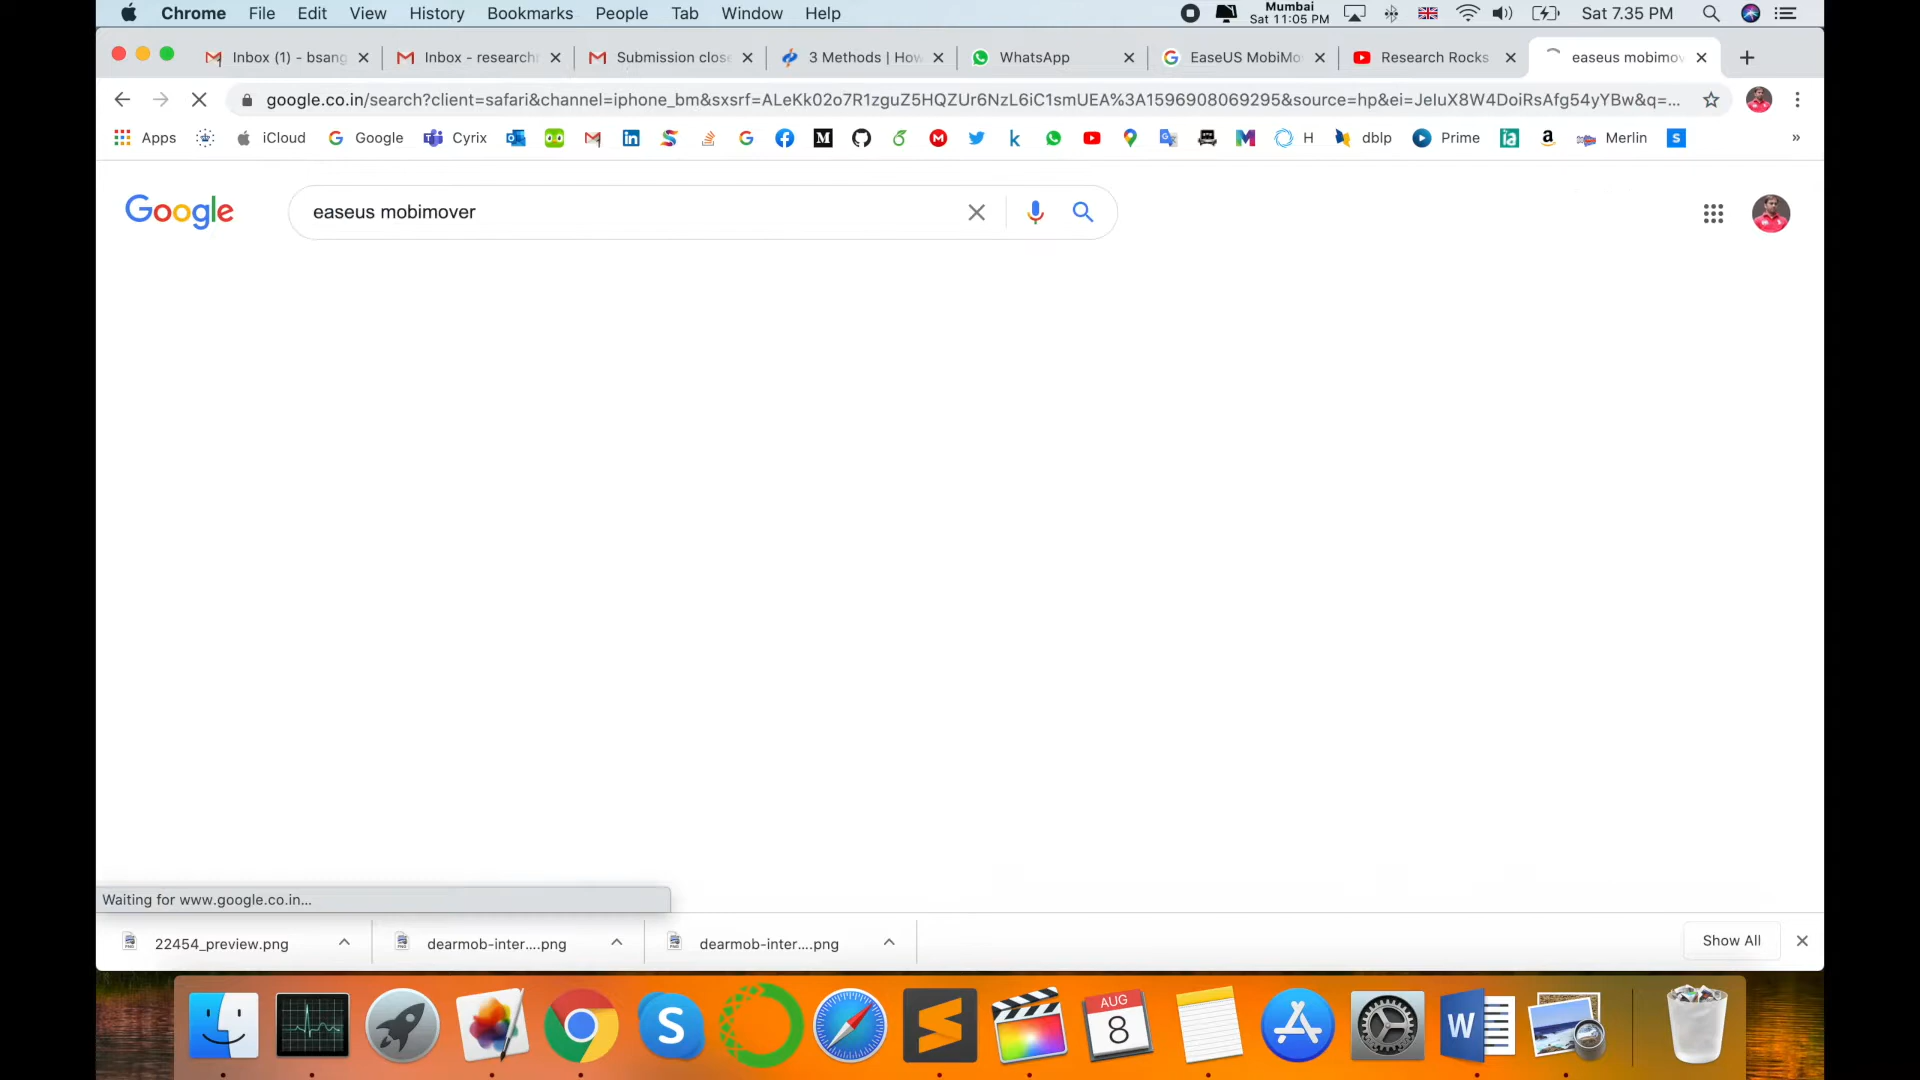 Chrome File Edit View History Bookmarks People Tab Window Help Mumbai Sat 11:05 PM Sat 7.35 PM
Inbox (1) - bsang Inbox - research Submission close 3 Methods | How WhatsApp EaseUS MobiMo Research Rocks easeus mobimov
google.co.in/search?client=safari&channel=iphone_bm&sxsrf=ALeKk02o7R1zguZ5HQZUr6NzL6iC1smUEA%3A1596908069295&source=hp&ei=JeIuX8W4DoiRsAfg54yYBw&q=...
Apps iCloud Google Cyrix H dblp Prime Merlin »
Google easeus mobimover
Waiting for www.google.co.in...
22454_preview.png dearmob-inter....png dearmob-inter....png Show All
AUG
8